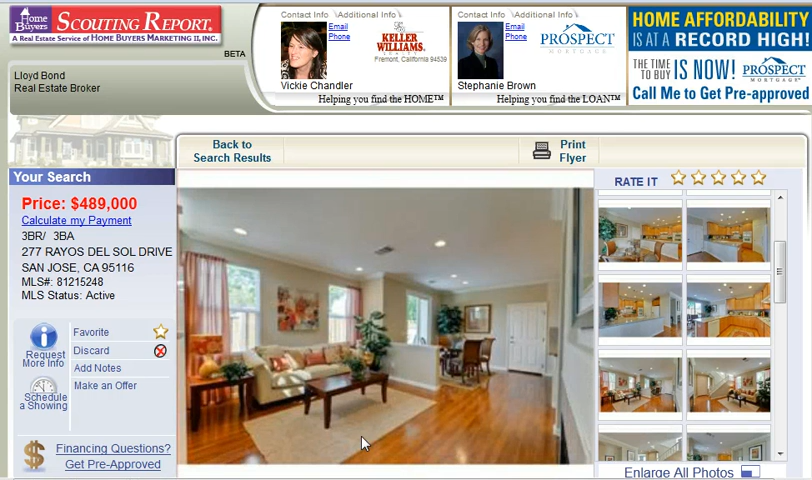 Home Buyers SCOUTING REPORT®
A Real Estate Service of HOME BUYERS MARKETING II, INC.
BETA
Lloyd Bond
Real Estate Broker
Contact Info \ Additional Info \
Email
Phone
KELLER WILLIAMS.
REALTY
Fremont, California 94539
Vickie Chandler
Helping you find the HOME™
Contact Info \ Additional Info \
Email
Phone
PROSPECT
MORTGAGE
Stephanie Brown
Helping you find the LOAN™
HOME AFFORDABILITY
IS AT A RECORD HIGH!
THE TIME TO BUY IS NOW! PROSPECT MORTGAGE
Call Me to Get Pre-approved
Back to
Search Results
Print
Flyer
Your Search
Price: $489,000
Calculate my Payment
3BR/ 3BA
277 RAYOS DEL SOL DRIVE
SAN JOSE, CA 95116
MLS#: 81215248
MLS Status: Active
Request
More Info
Schedule
a Showing
Favorite
Discard
Add Notes
Make an Offer
Financing Questions?
Get Pre-Approved
RATE IT
Enlarge All Photos